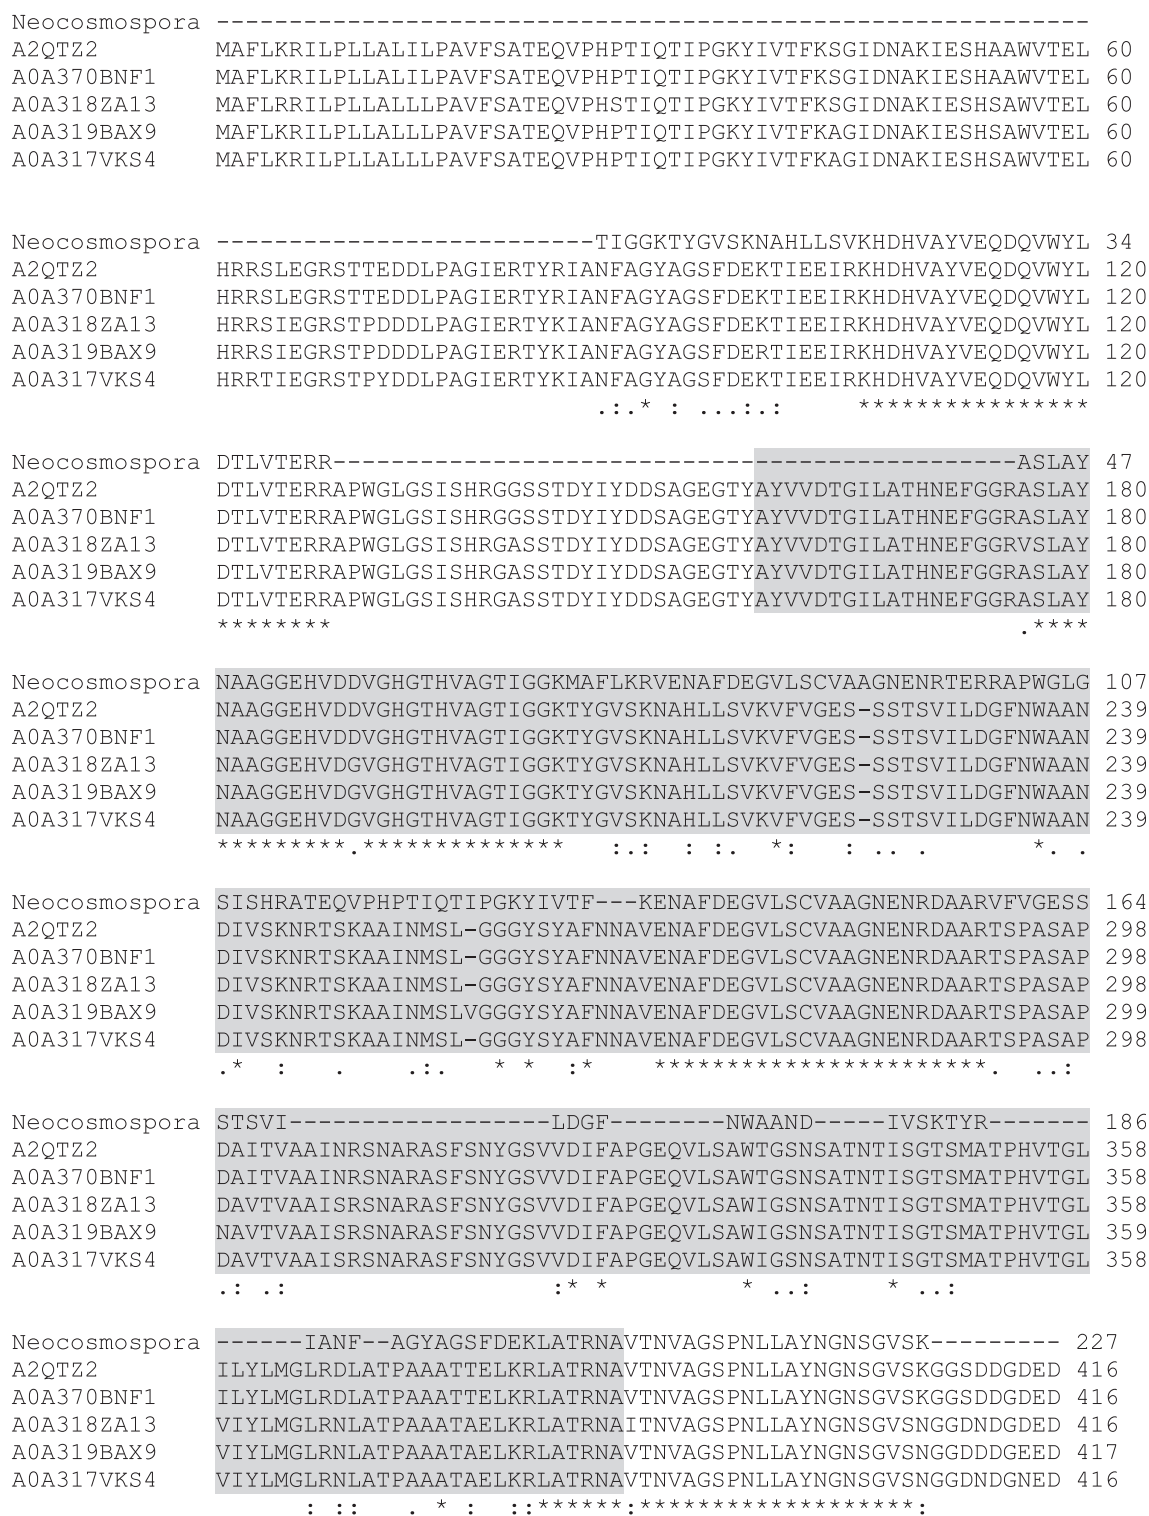 Neocosmospora ------------------------------------------------------------
A2QTZ2 MAFLKRILPLLALILPAVFSATEQVPHPTIQTIPGKYIVTFKSGIDNAKIESHAAWVTEL 60
A0A370BNF1 MAFLKRILPLLALILPAVFSATEQVPHPTIQTIPGKYIVTFKSGIDNAKIESHAAWVTEL 60
A0A318ZA13 MAFLRRILPLLALLLPAVFSATEQVPHSTIQTIPGKYIVTFKSGIDNAKIESHSAWVTEL 60
A0A319BAX9 MAFLKRILPLLALLLPAVFSATEQVPHPTIQTIPGKYIVTFKAGIDNAKIESHSAWVTEL 60
A0A317VKS4 MAFLKRILPLLALLLPAVFSATEQVPHPTIQTIPGKYIVTFKAGIDNAKIESHSAWVTEL 60
Neocosmospora --------------------------TIGGKTYGVSKNAHLLSVKHDHVAYVEQDQVWYL 34
A2QTZ2 HRRSLEGRSTTEDDLPAGIERTYRIANFAGYAGSFDEKTIEEIRKHDHVAYVEQDQVWYL 120
A0A370BNF1 HRRSLEGRSTTEDDLPAGIERTYRIANFAGYAGSFDEKTIEEIRKHDHVAYVEQDQVWYL 120
A0A318ZA13 HRRSIEGRSTPDDDLPAGIERTYKIANFAGYAGSFDEKTIEEIRKHDHVAYVEQDQVWYL 120
A0A319BAX9 HRRSIEGRSTPDDDLPAGIERTYKIANFAGYAGSFDERTIEEIRKHDHVAYVEQDQVWYL 120
A0A317VKS4 HRRTIEGRSTPYDDLPAGIERTYKIANFAGYAGSFDEKTIEEIRKHDHVAYVEQDQVWYL 120
.:.* : ...:.:     ****************
Neocosmospora DTLVTERR-----------------------------------------------ASLAY 47
A2QTZ2 DTLVTERRAPWGLGSISHRGGSSTDYIYDDSAGEGTYAYVVDTGILATHNEFGGRASLAY 180
A0A370BNF1 DTLVTERRAPWGLGSISHRGGSSTDYIYDDSAGEGTYAYVVDTGILATHNEFGGRASLAY 180
A0A318ZA13 DTLVTERRAPWGLGSISHRGASSTDYIYDDSAGEGTYAYVVDTGILATHNEFGGRVSLAY 180
A0A319BAX9 DTLVTERRAPWGLGSISHRGASSTDYIYDDSAGEGTYAYVVDTGILATHNEFGGRASLAY 180
A0A317VKS4 DTLVTERRAPWGLGSISHRGASSTDYIYDDSAGEGTYAYVVDTGILATHNEFGGRASLAY 180
********                                               .****
Neocosmospora NAAGGEHVDDVGHGTHVAGTIGGKMAFLKRVENAFDEGVLSCVAAGNENRTERRAPWGLG 107
A2QTZ2 NAAGGEHVDDVGHGTHVAGTIGGKTYGVSKNAHLLSVKVFVGES-SSTSVILDGFNWAAN 239
A0A370BNF1 NAAGGEHVDDVGHGTHVAGTIGGKTYGVSKNAHLLSVKVFVGES-SSTSVILDGFNWAAN 239
A0A318ZA13 NAAGGEHVDGVGHGTHVAGTIGGKTYGVSKNAHLLSVKVFVGES-SSTSVILDGFNWAAN 239
A0A319BAX9 NAAGGEHVDGVGHGTHVAGTIGGKTYGVSKNAHLLSVKVFVGES-SSTSVILDGFNWAAN 239
A0A317VKS4 NAAGGEHVDGVGHGTHVAGTIGGKTYGVSKNAHLLSVKVFVGES-SSTSVILDGFNWAAN 239
*********.**************   :.:  : :.  *:   : .. .       *. .
Neocosmospora SISHRATEQVPHPTIQTIPGKYIVTF---KENAFDEGVLSCVAAGNENRDAARVFVGESS 164
A2QTZ2 DIVSKNRTSKAAINMSL-GGGYSYAFNNAVENAFDEGVLSCVAAGNENRDAARTSPASAP 298
A0A370BNF1 DIVSKNRTSKAAINMSL-GGGYSYAFNNAVENAFDEGVLSCVAAGNENRDAARTSPASAP 298
A0A318ZA13 DIVSKNRTSKAAINMSL-GGGYSYAFNNAVENAFDEGVLSCVAAGNENRDAARTSPASAP 298
A0A319BAX9 DIVSKNRTSKAAINMSLVGGGYSYAFNNAVENAFDEGVLSCVAAGNENRDAARTSPASAP 299
A0A317VKS4 DIVSKNRTSKAAINMSL-GGGYSYAFNNAVENAFDEGVLSCVAAGNENRDAARTSPASAP 298
.*  :   .    .:.   * *  :*    ***********************.  ..:
Neocosmospora STSVI------------------LDGF--------NWAAND-----IVSKTYR------- 186
A2QTZ2 DAITVAAINRSNARASFSNYGSVVDIFAPGEQVLSAWTGSNSATNTISGTSMATPHVTGL 358
A0A370BNF1 DAITVAAISRSNARASFSNYGSVVDIFAPGEQVLSAWTGSNSATNTISGTSMATPHVTGL 358
A0A318ZA13 DAVTVAAISRSNARASFSNYGSVVDIFAPGEQVLSAWIGSNSATNTISGTSMATPHVTGL 358
A0A319BAX9 NAVTVAAISRSNARASFSNYGSVVDIFAPGEQVLSAWIGSNSATNTISGTSMATPHVTGL 359
A0A317VKS4 DAVTVAAISRSNARASFSNYGSVVDIFAPGEQVLSAWIGSNSATNTISGTSMATPHVTGL 358
.: .:                   :* *         * ..:     * ..:
Neocosmospora ------IANF--AGYAGSFDEKLATRNAVTNVAGSPNLLAYNGNSGVSK--------- 227
A2QTZ2 ILYLMGLRDLATPAAATTELKRLATRNAVTNVAGSPNLLAYNGNSGVSKGGSDDGDED 416
A0A370BNF1 ILYLMGLRDLATPAAATTELKRLATRNAVTNVAGSPNLLAYNGNSGVSKGGSDDGDED 416
A0A318ZA13 VIYLMGLRNLATPAAATAELKRLATRNAITNVAGSPNLLAYNGNSGVSNGGDNDGDED 416
A0A319BAX9 VIYLMGLRNLATPAAATAELKRLATRNAVTNVAGSPNLLAYNGNSGVSNGGDDDGEED 417
A0A317VKS4 VIYLMGLRNLATPAAATAELKRLATRNAVTNVAGSPNLLAYNGNSGVSNGGDNDGNED 416
: ::   . * :  ::******:*******************: